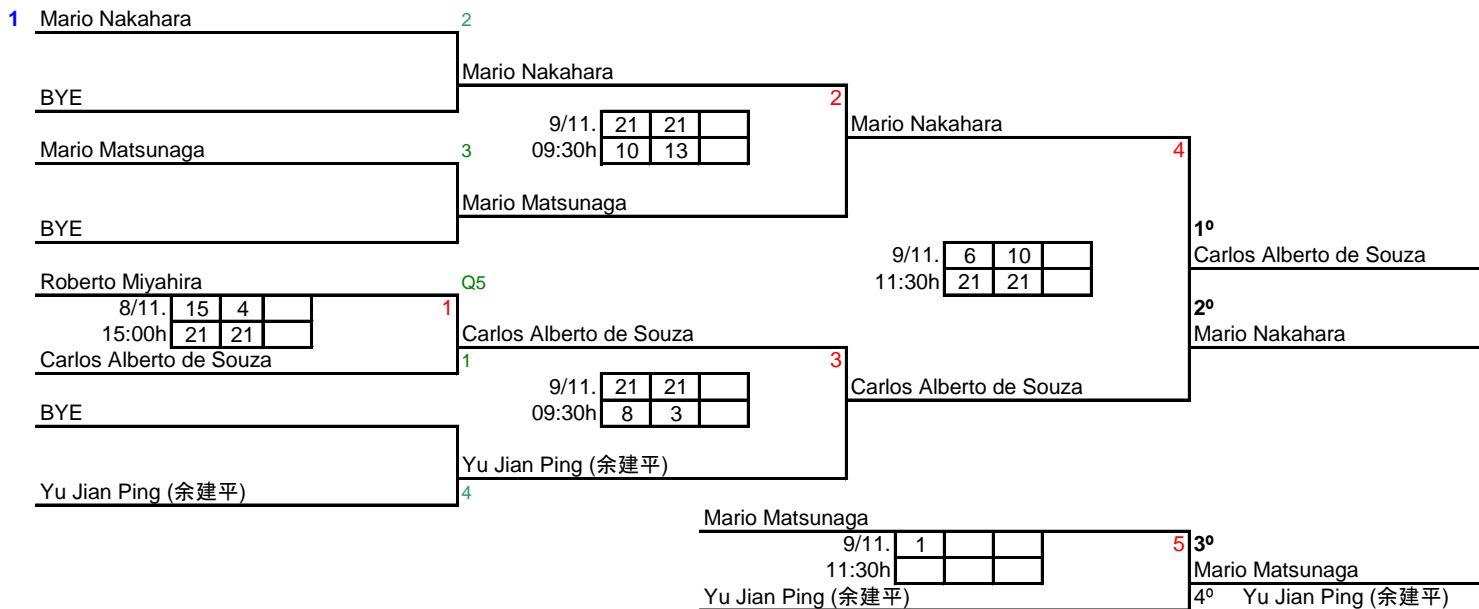 1 Mario Nakahara 2
Mario Nakahara
BYE 2
9/11. 21 21 Mario Nakahara
Mario Matsunaga 3 09:30h 10 13 4
Mario Matsunaga
BYE 1º
9/11. 6 10 Carlos Alberto de Souza
Roberto Miyahira Q5 11:30h 21 21
8/11. 15 4 1 2º
15:00h 21 21 Carlos Alberto de Souza Mario Nakahara
Carlos Alberto de Souza 1 3
9/11. 21 21 Carlos Alberto de Souza
BYE 09:30h 8 3
Yu Jian Ping (余建平)
Yu Jian Ping (余建平) 4
Mario Matsunaga
9/11. 1 5 3º
11:30h Mario Matsunaga
Yu Jian Ping (余建平) 4º Yu Jian Ping (余建平)